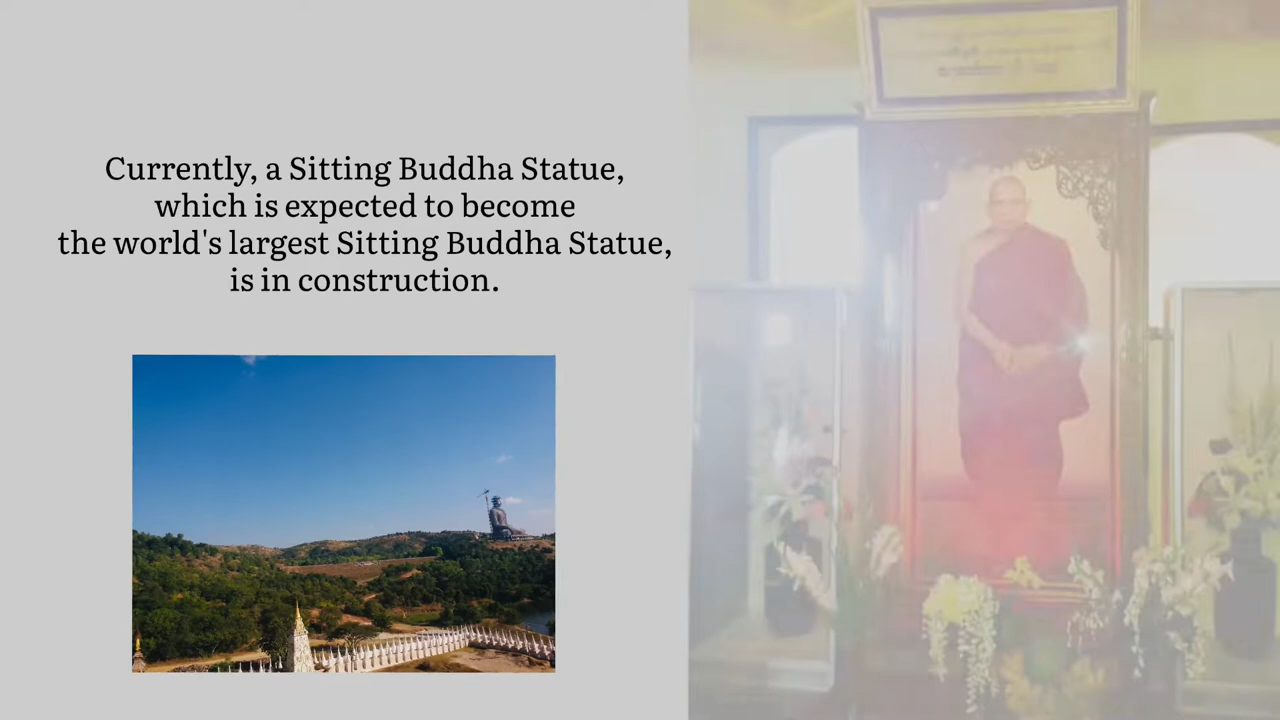 Currently, a Sitting Buddha Statue,
which is expected to become
the world's largest Sitting Buddha Statue,
is in construction.